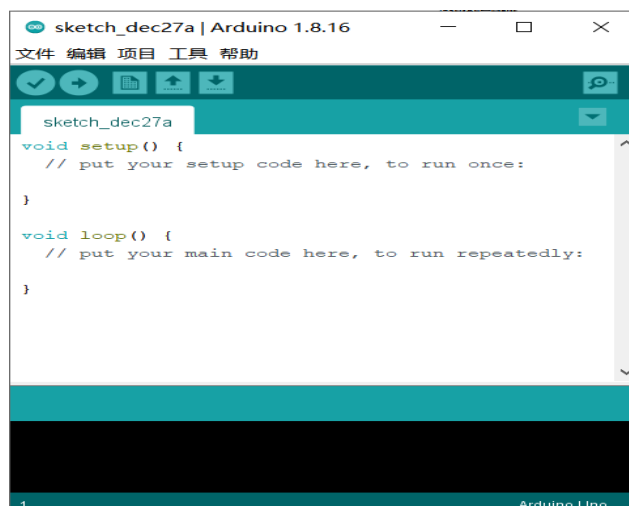 sketch_dec27a | Arduino 1.8.16
文件 编辑 项目 工具 帮助
sketch_dec27a
void setup() {
// put your setup code here, to run once:
}
void loop() {
// put your main code here, to run repeatedly:
}
1
Arduino Uno